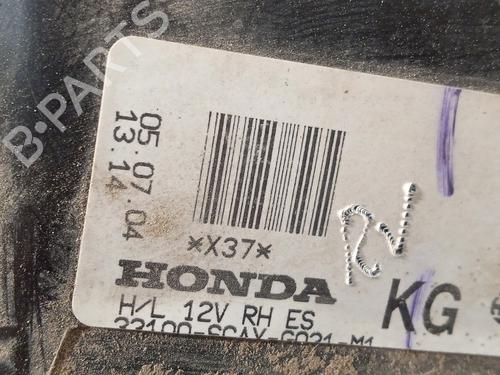 B-PARTS
05.07.04
13.14
*X37*
HONDA
H/L 12V RH ES
KG